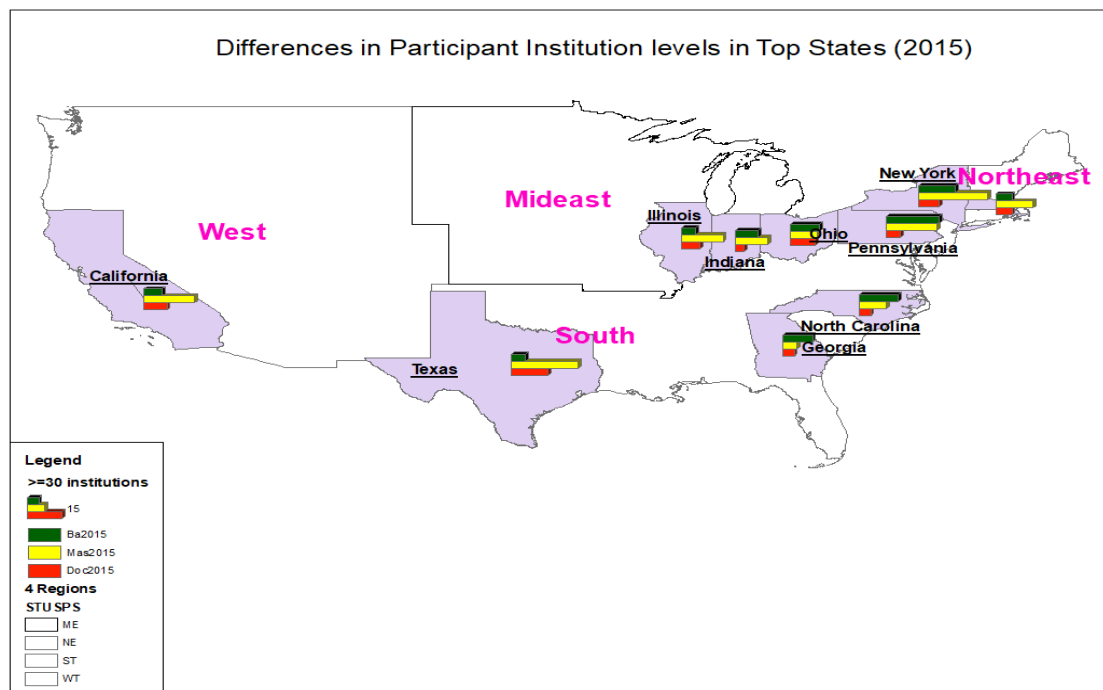 Differences in Participant Institution levels in Top States (2015)
New York
Northeast
Mideast
Illinois
West
Ohio
Pennsylvania
Indiana
California
North Carolina
South
Georgia
Texas
Legend
>=30 institutions
15
Ba2015
Mas2015
Doc2015
4 Regions
STUSPS
ME
NE
ST
WT